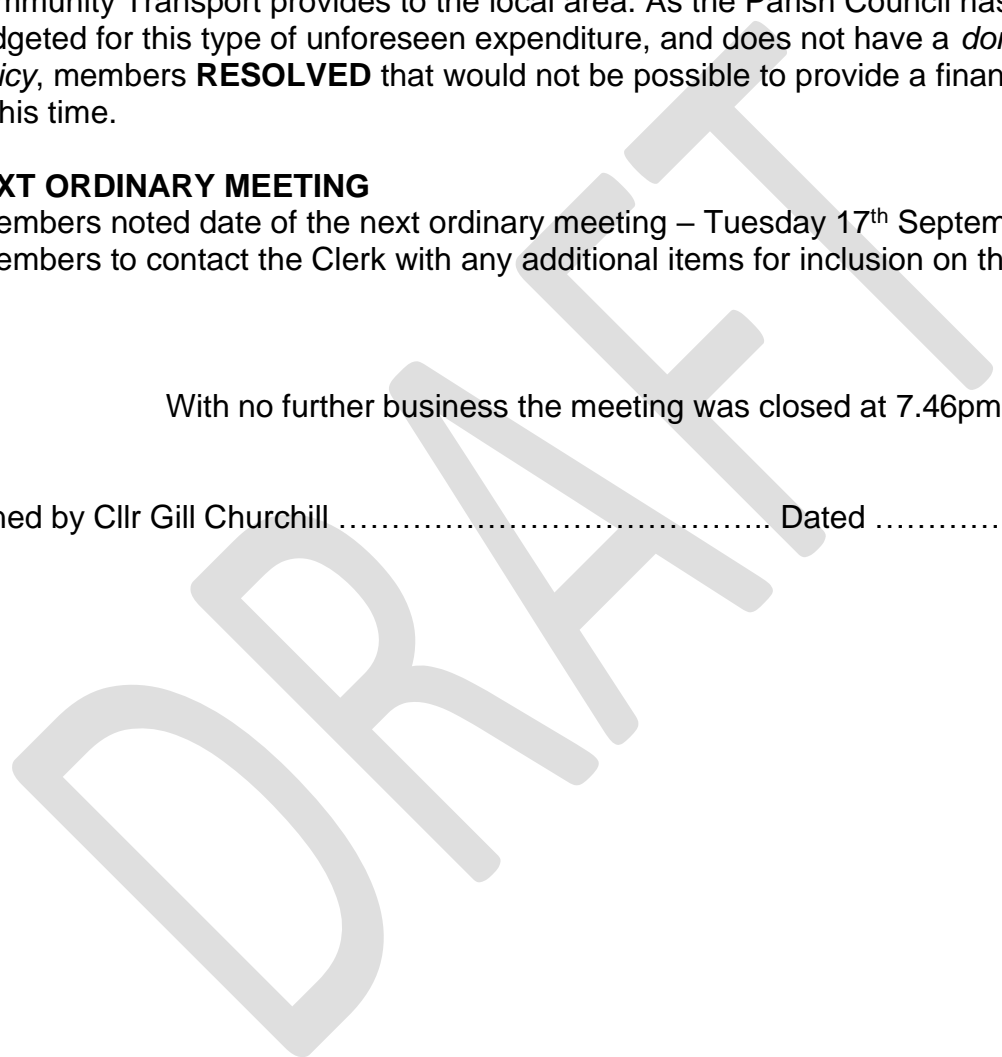 mmunity Transport provides to the local area. As the Parish Council has
dgeted for this type of unforeseen expenditure, and does not have a don
icy, members RESOLVED that would not be possible to provide a finan
his time.
XT ORDINARY MEETING
embers noted date of the next ordinary meeting – Tuesday 17th Septem
embers to contact the Clerk with any additional items for inclusion on th
With no further business the meeting was closed at 7.46pm
ned by Cllr Gill Churchill ………………………………….. Dated …………
DRAFT